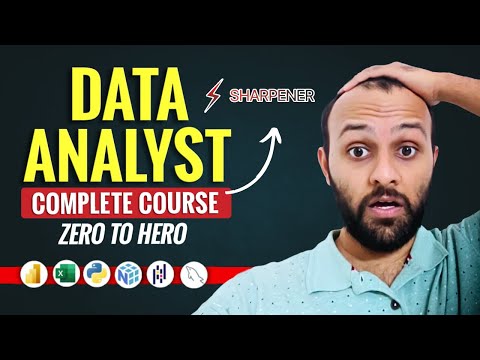 DATA
ANALYST
SHARPENER
COMPLETE COURSE
ZERO TO HERO